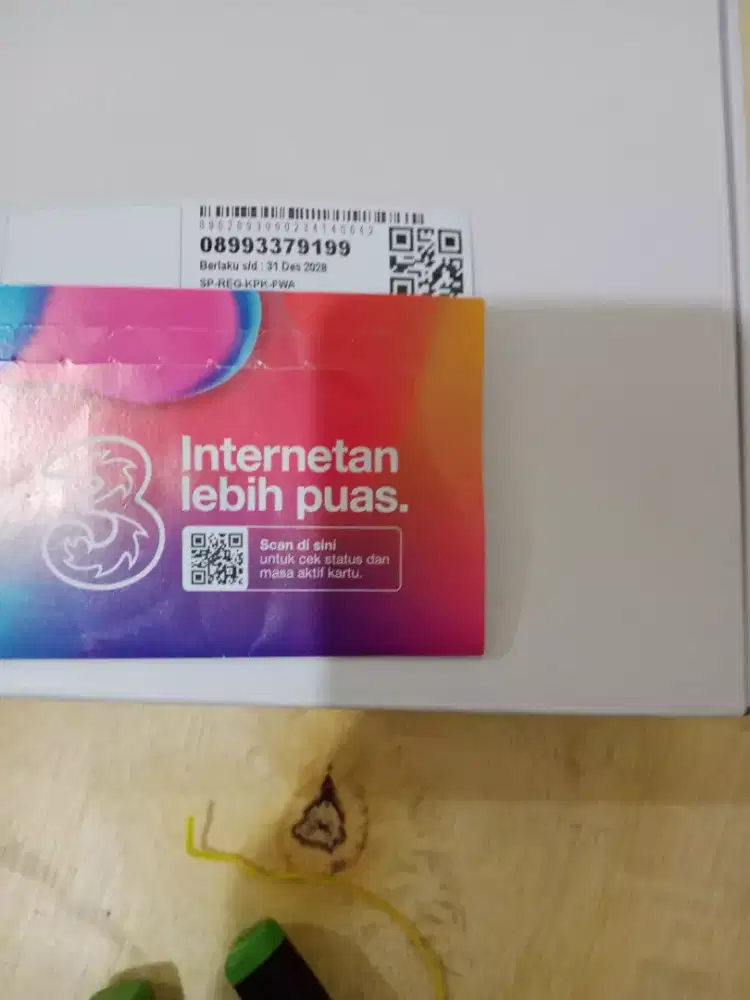 08993379199
Berlaku s/d : 31 Des 2028
SP-REG-KPK-FWA
3
Internetan
lebih puas.
Scan di sini
untuk cek status dan
masa aktif kartu.